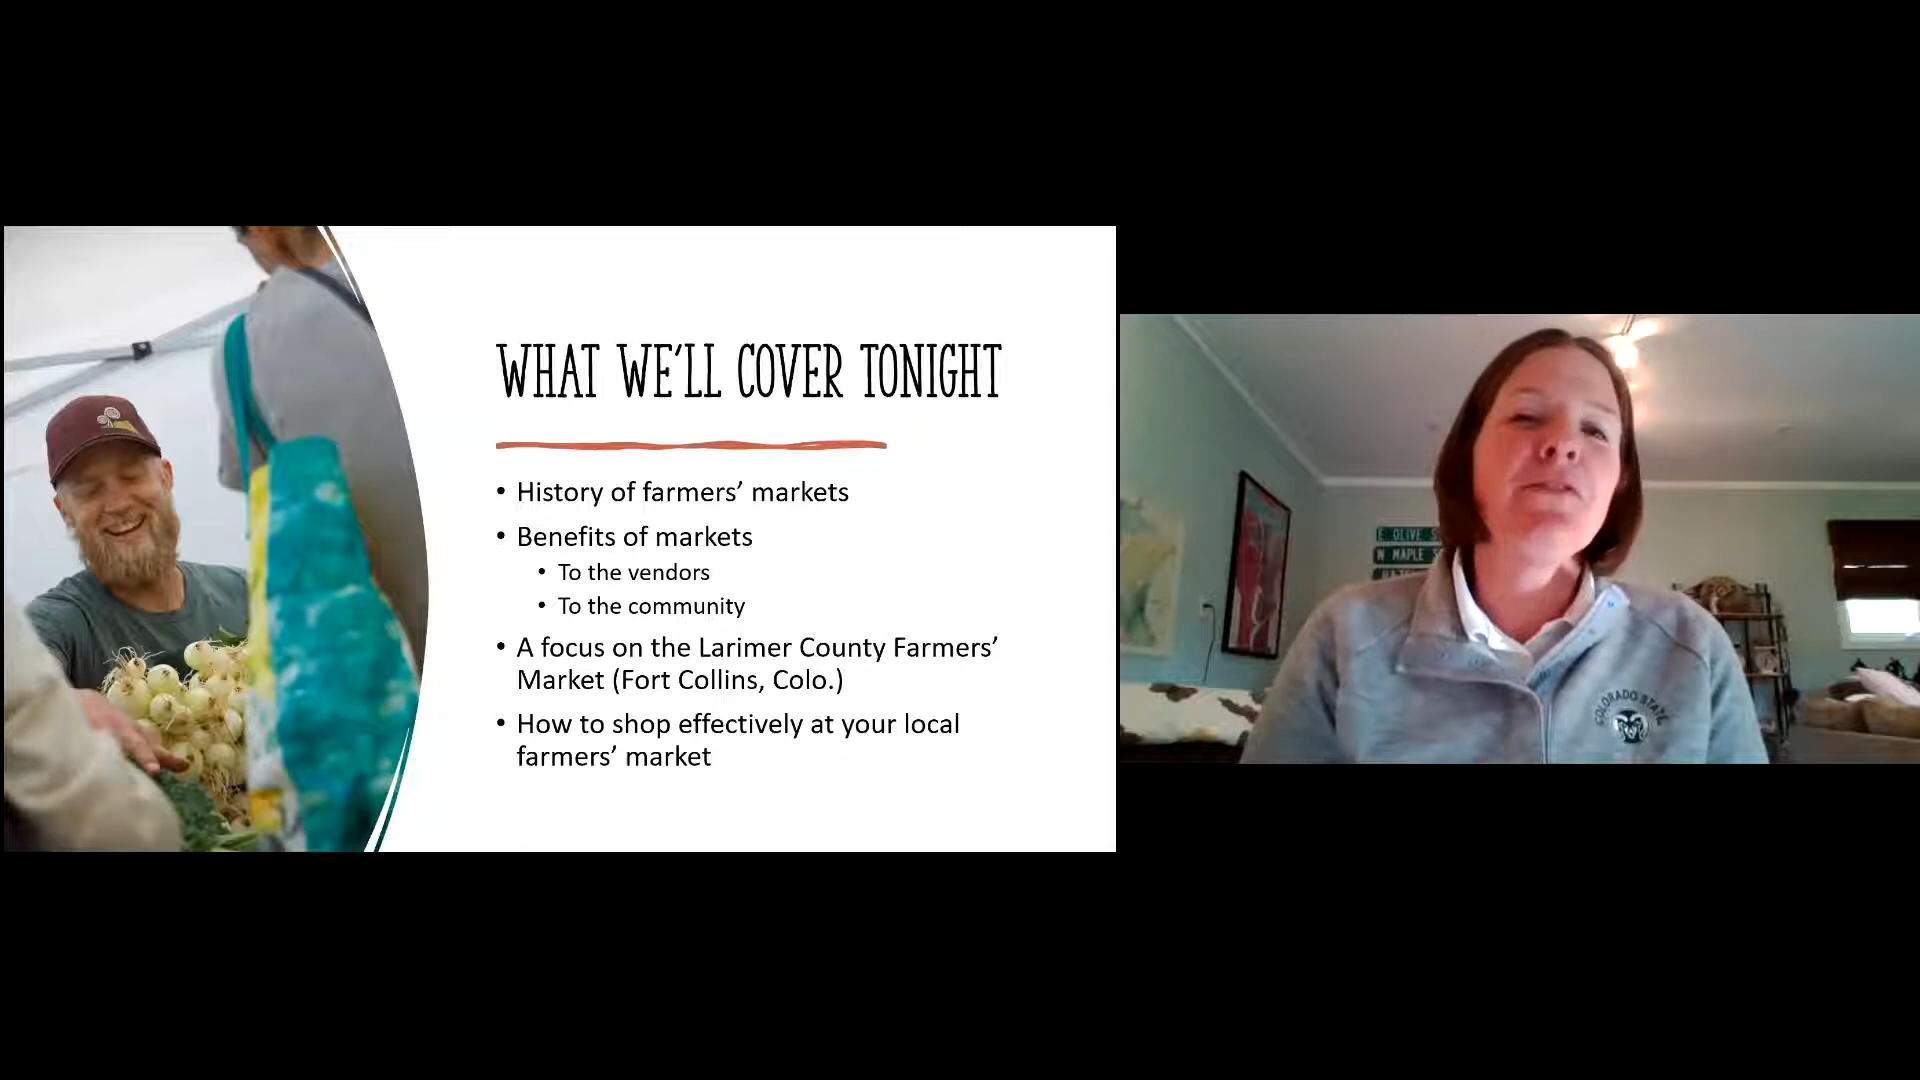 WHAT WE'LL COVER TONIGHT
• History of farmers’ markets
• Benefits of markets
• To the vendors
• To the community
• A focus on the Larimer County Farmers’
Market (Fort Collins, Colo.)
• How to shop effectively at your local
farmers’ market
E OLIVE S
W MAPLE S
COLORADO STATE